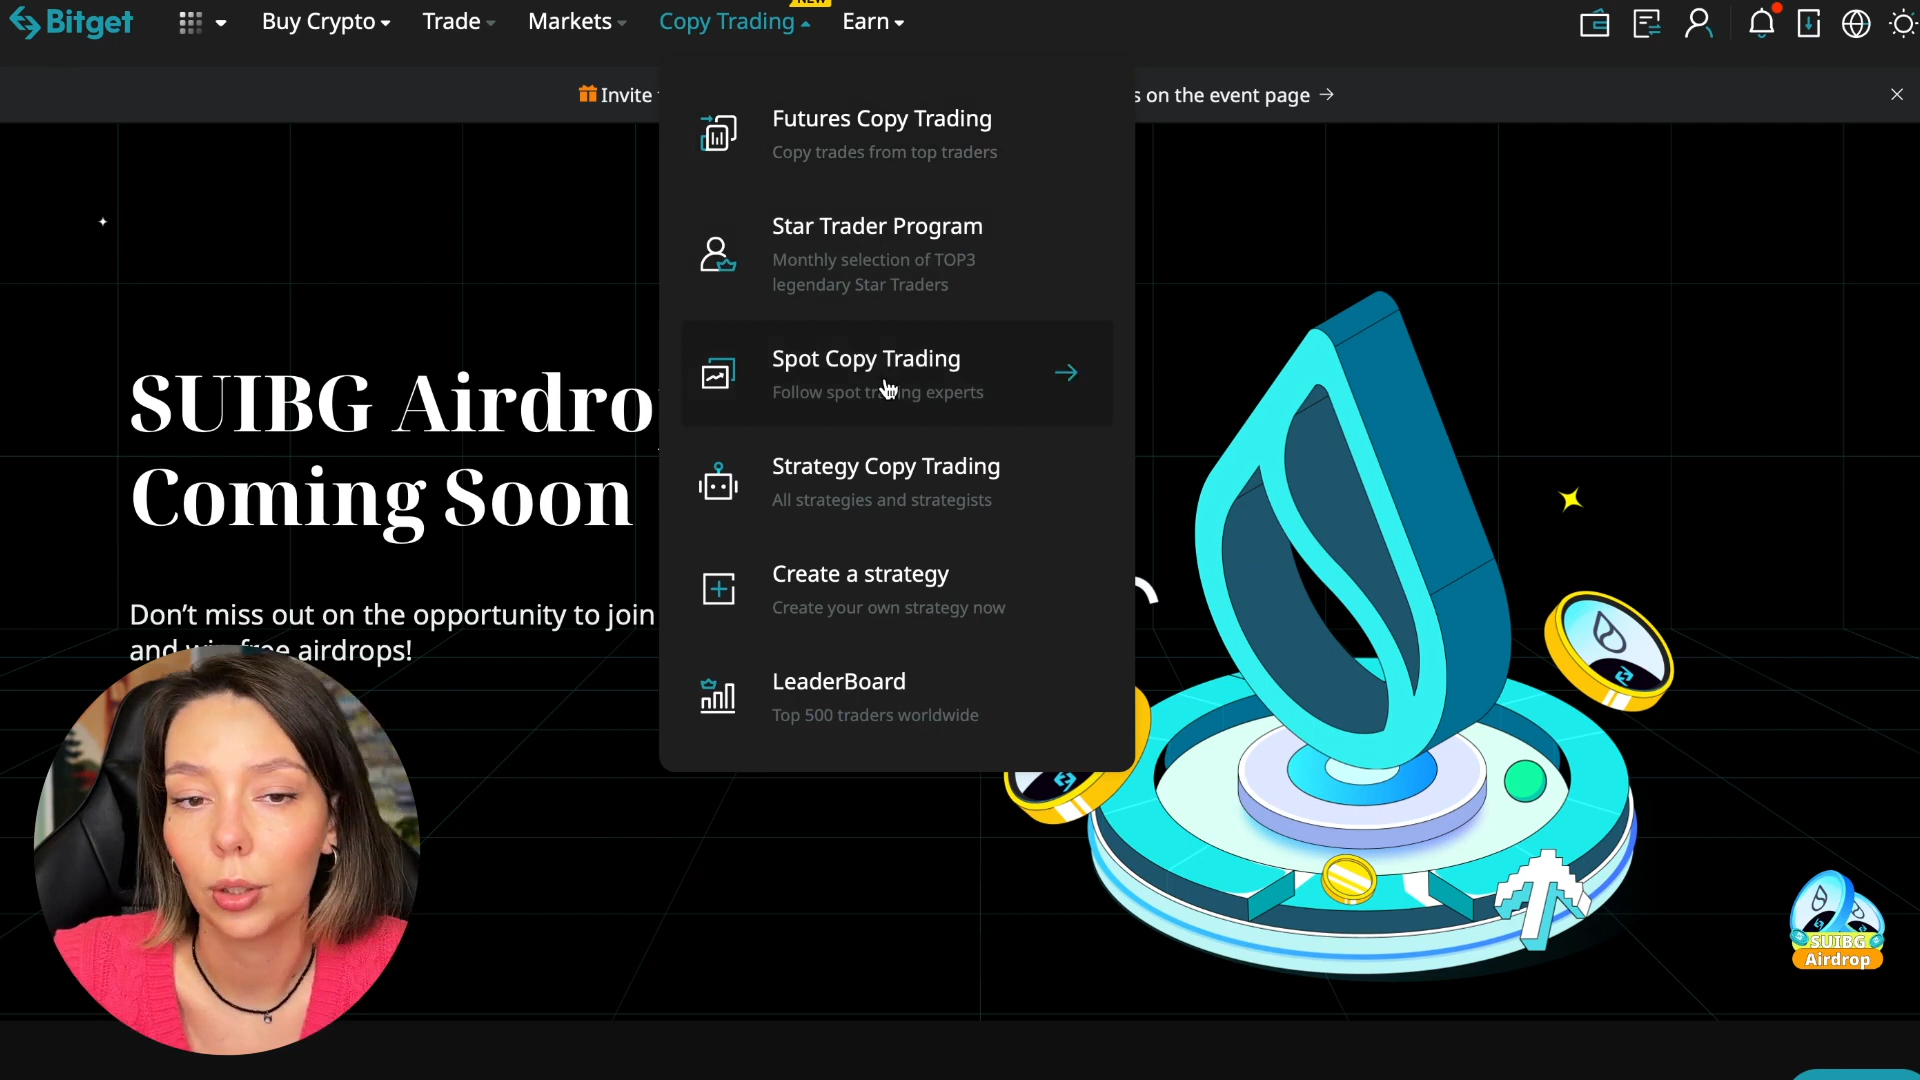 Bitget
Buy Crypto
Trade
Markets
Copy Trading
NEW
Earn
Invite
s on the event page →
Futures Copy Trading
Copy trades from top traders
Star Trader Program
Monthly selection of TOP3
legendary Star Traders
Spot Copy Trading
Follow spot trading experts
Strategy Copy Trading
All strategies and strategists
Create a strategy
Create your own strategy now
LeaderBoard
Top 500 traders worldwide
SUIBG Airdro
Coming Soon
Don't miss out on the opportunity to join
and win free airdrops!
SUIBG
Airdrop